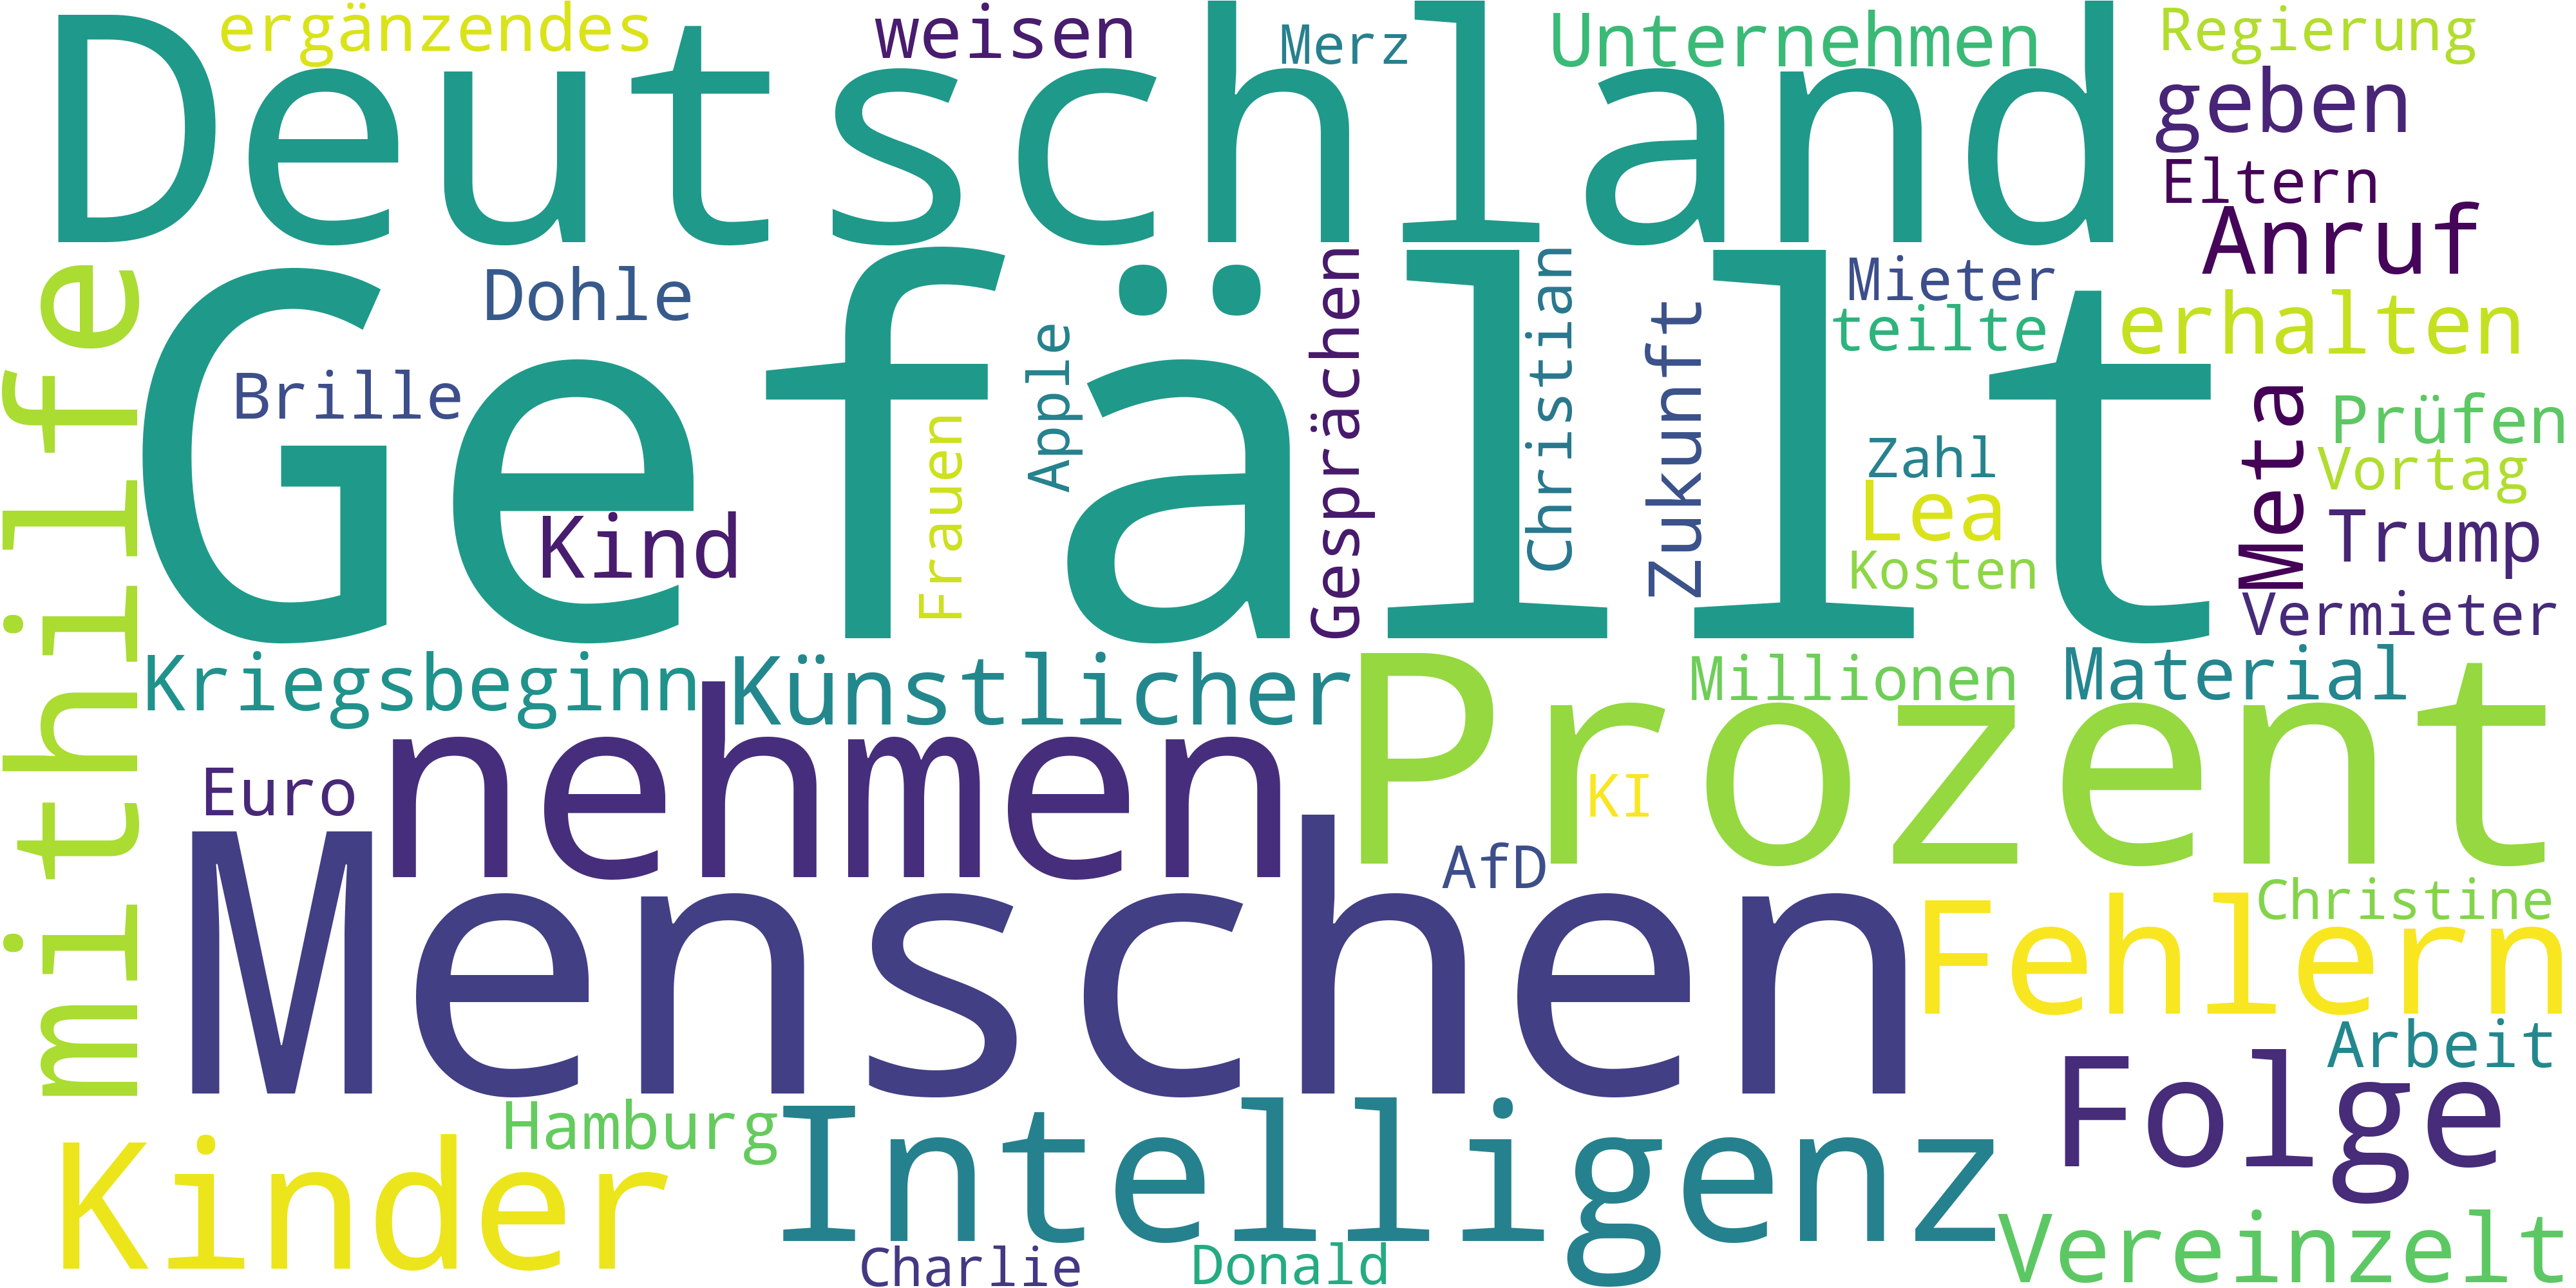 ergänzendes
weisen
Merz
Unternehmen
Regierung
Deutschland
geben
Eltern
Anruf
mithilfe
Gefällt
Dohle
Brille
Kind
Frauen
Apple
Gesprächen
Christian
Zukunft
Mieter
teilte
erhalten
Zahl
Lea
Kosten
Meta
Prüfen
Vortag
Trump
Vermieter
Kriegsbeginn
Künstlicher
Millionen
Material
nehmen
Prozent
Euro
KI
AfD
Menschen
Christine
Fehlern
Arbeit
Folge
Hamburg
Kinder
Intelligenz
Vereinzelt
Charlie
Donald